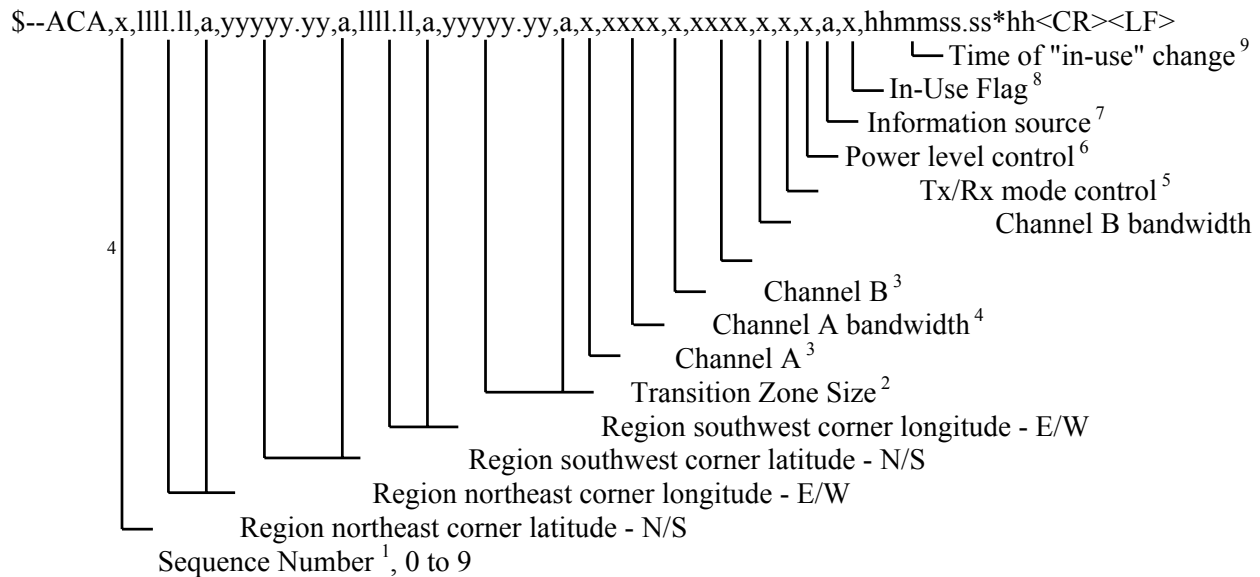 $--ACA,x,llll.ll,a,yyyyy.yy,a,llll.ll,a,yyyyy.yy,a,x,xxxx,x,xxxx,x,x,x,a,x,hhmmss.ss*hh<CR><LF>
Time of "in-use" change 9
In-Use Flag 8
Information source 7
Power level control 6
Tx/Rx mode control 5
Channel B bandwidth
4
Channel B 3
Channel A bandwidth 4
Channel A 3
Transition Zone Size 2
Region southwest corner longitude - E/W
Region southwest corner latitude - N/S
Region northeast corner longitude - E/W
Region northeast corner latitude - N/S
Sequence Number 1, 0 to 9